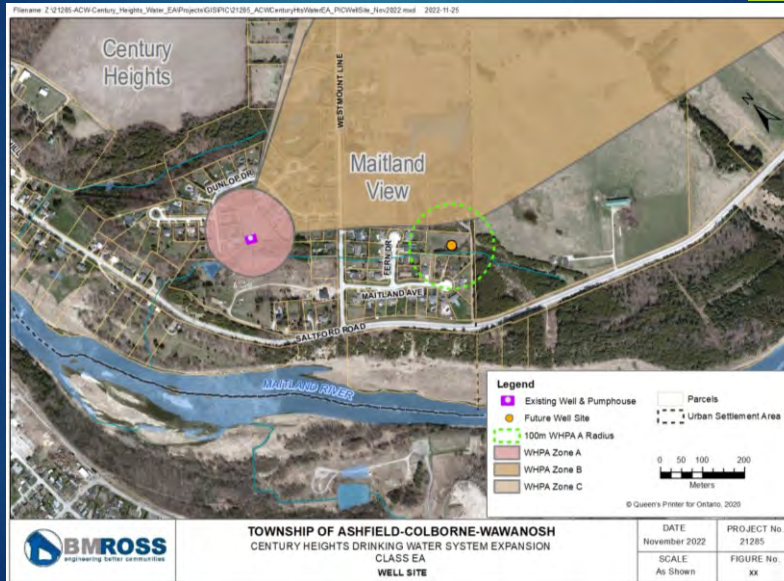 Filename: Z:\21285-ACW-Century_Heights_Water_EA\Projects\GIS\PIC\21285_ACWCenturyHtsWaterEA_PICWellSite_Nov2022.mxd 2022-11-25
Century
Heights
WESTMOUNT LINE
DUNLOP DR
Maitland
View
FERN DR
MAITLAND AVE
SALTFORD ROAD
MAITLAND RIVER
Legend
Existing Well & Pumphouse
Future Well Site
100m WHPA A Radius
WHPA Zone A
WHPA Zone B
WHPA Zone C
Parcels
Urban Settlement Area
0 50 100 200
Meters
© Queen's Printer for Ontario, 2020
BMROSS
engineering better communities
TOWNSHIP OF ASHFIELD-COLBORNE-WAWANOSH
CENTURY HEIGHTS DRINKING WATER SYSTEM EXPANSION
CLASS EA
WELL SITE
DATE
November 2022
PROJECT No.
21285
SCALE
As Shown
FIGURE No.
xx